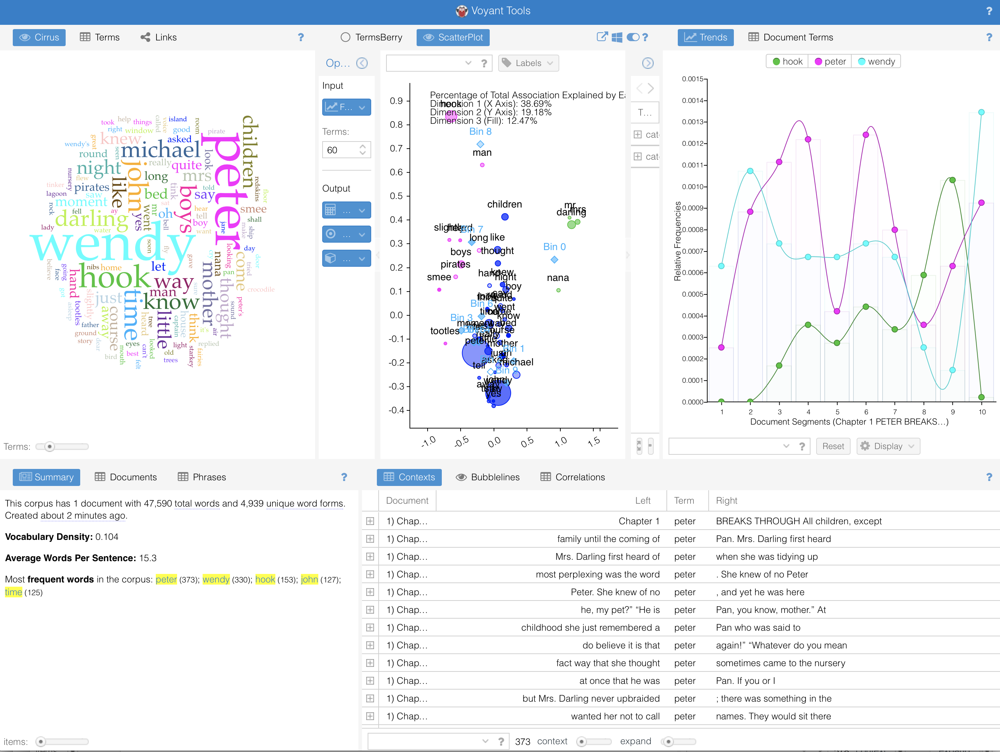 Voyant Tools
?
Cirrus
Terms
Links
?
TermsBerry
ScatterPlot
?
Trends
Document Terms
?
peter
wendy
hook
children
michael
john
time
darling
know
way
mother
little
thought
boys
night
like
come
just
course
man
mrs
knew
moment
think
say
hand
long
bed
let
away
oh
yes
went
quite
asked
nana
pirates
smee
house
heard
slightly
round
tootles
really
look
boy
mr
tink
home
saw
good
island
room
pirate
took
help
things
called
voice
right
window
great
wendy's
seen
nursery
flew
tinker
lagoon
rock
fell
ay
lady
water
sat
told
hear
tell
bell
want
jane
redskins
floor
shall
make
ship
day
door
looking
cry
tried
pan
crocodile
sure
gave
fly
soon
nibs
believe
face
going
got
asleep
father
ground
story
dear
bird
mouth
eyes
best
felt
can't
looked
tree
old
trees
light
captain
starkey
fairies
it's
replied
air
sound
peter's
Terms:
Op...
Input
F...
Terms:
60
Output
...
...
...
?
Labels
Percentage of Total Association Explained by Ea
Dimension 1 (X Axis): 38.69%
Dimension 2 (Y Axis): 19.18%
Dimension 3 (Fill): 12.47%
hook
Bin 8
man
children
mr
mrs
darling
Bin 7
long
like
boys
thought
Bin 0
pirates
smee
hand
knew
night
nana
boy
say
quite
Bin 6
went
time
know
Bin 3
moment
way
bed
tootles
course
really
little
peter
mother
Bin 1
just
asked
michael
tell
Bin 9
john
wendy
away
yes
0.9
0.8
0.7
0.6
0.5
0.4
0.3
0.2
0.1
0.0
-0.1
-0.2
-0.3
-0.4
-1.0
-0.5
0.0
0.5
1.0
1.5
T...
cat
cat
hook
peter
wendy
0.0015
0.0014
0.0013
0.0012
0.0011
0.0010
0.0009
0.0008
0.0007
0.0006
0.0005
0.0004
0.0003
0.0002
0.0001
0.0000
Relative Frequencies
1 2 3 4 5 6 7 8 9 10
Document Segments (Chapter 1 PETER BREAKS...)
?
Reset
Display
Summary
Documents
Phrases
?
This corpus has 1 document with 47,590 total words and 4,939 unique word forms.
Created about 2 minutes ago.
Vocabulary Density: 0.104
Average Words Per Sentence: 15.3
Most frequent words in the corpus: peter (373); wendy (330); hook (153); john (127);
time (125)
items:
Contexts
Bubblelines
Correlations
?
Document Left Term Right
1) Chap... Chapter 1 peter BREAKS THROUGH All children, except
1) Chap... family until the coming of peter Pan. Mrs. Darling first heard
1) Chap... Mrs. Darling first heard of peter when she was tidying up
1) Chap... most perplexing was the word peter . She knew of no Peter
1) Chap... Peter. She knew of no peter , and yet he was here
1) Chap... he, my pet?” “He is peter Pan, you know, mother.” At
1) Chap... childhood she just remembered a peter Pan who was said to
1) Chap... do believe it is that peter again!” “Whatever do you mean
1) Chap... fact way that she thought peter sometimes came to the nursery
1) Chap... at once that he was peter Pan. If you or I
1) Chap... but Mrs. Darling never upbraided peter ; there was something in the
1) Chap... wanted her not to call peter names. They would sit there
?
373 context
expand